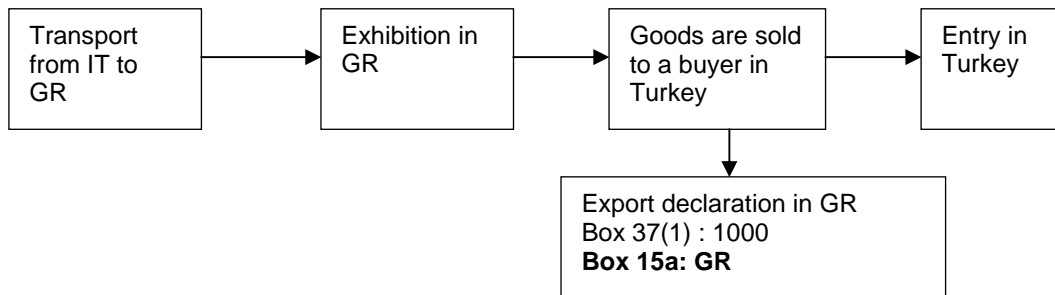 Transport
from IT to
GR
Exhibition in
GR
Goods are sold
to a buyer in
Turkey
Entry in
Turkey
Export declaration in GR
Box 37(1) : 1000
Box 15a: GR